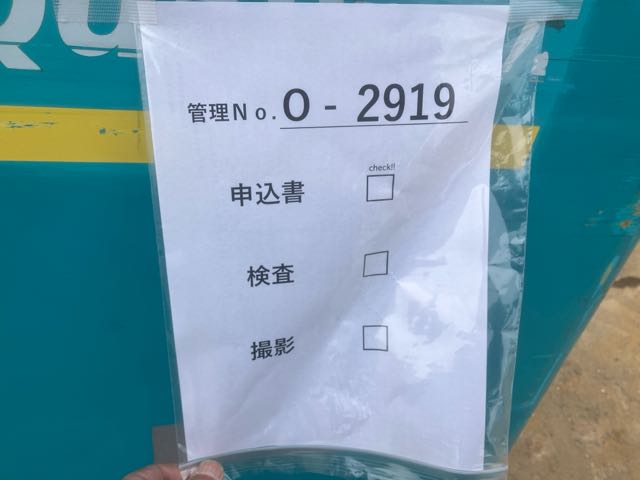 管理No. O - 2919
check!!
申込書 □
検査 □
撮影 □